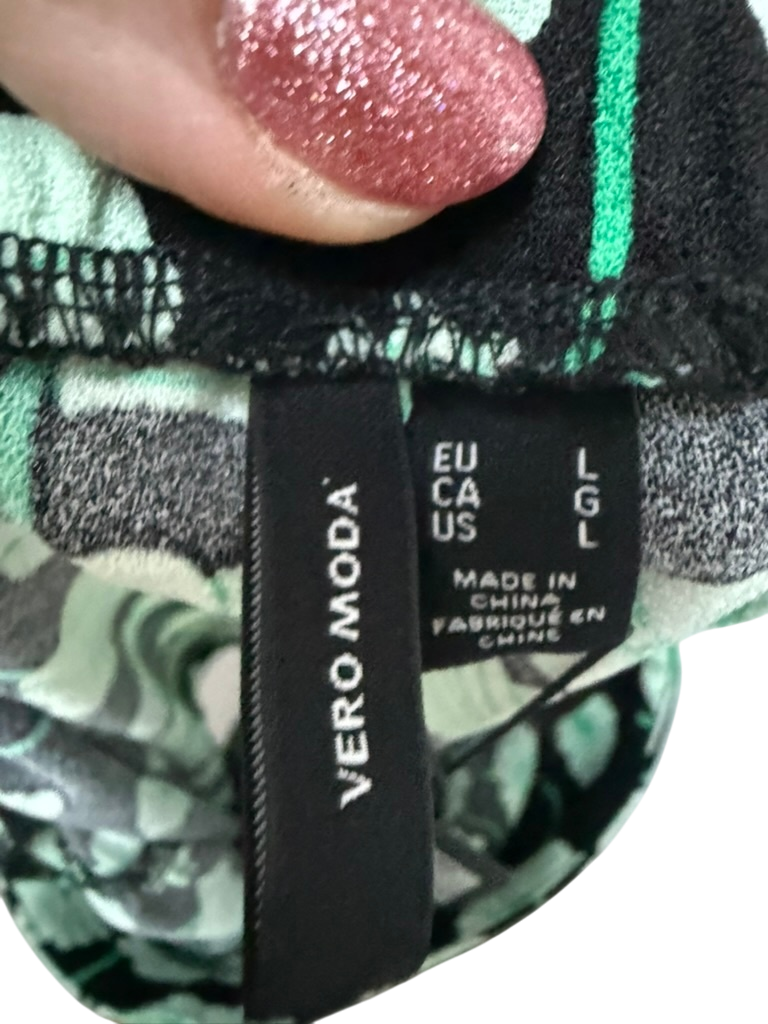 VERO MODA
EU L
CA G
US L
MADE IN
CHINA
FABRIQUÉ EN
CHINE